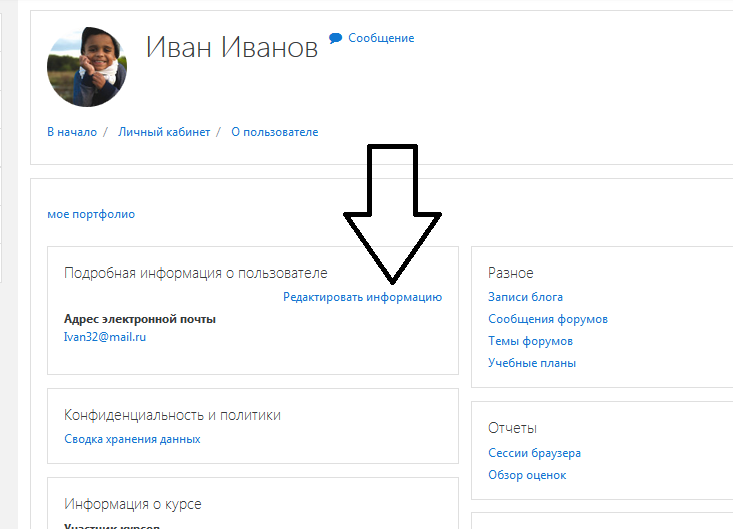 Иван Иванов
Сообщение
В начало / Личный кабинет / О пользователе
мое портфолио
Подробная информация о пользователе
Редактировать информацию
Адрес электронной почты
Ivan32@mail.ru
Конфиденциальность и политики
Сводка хранения данных
Информация о курсе
Участник курсов
Разное
Записи блога
Сообщения форумов
Темы форумов
Учебные планы
Отчеты
Сессии браузера
Обзор оценок